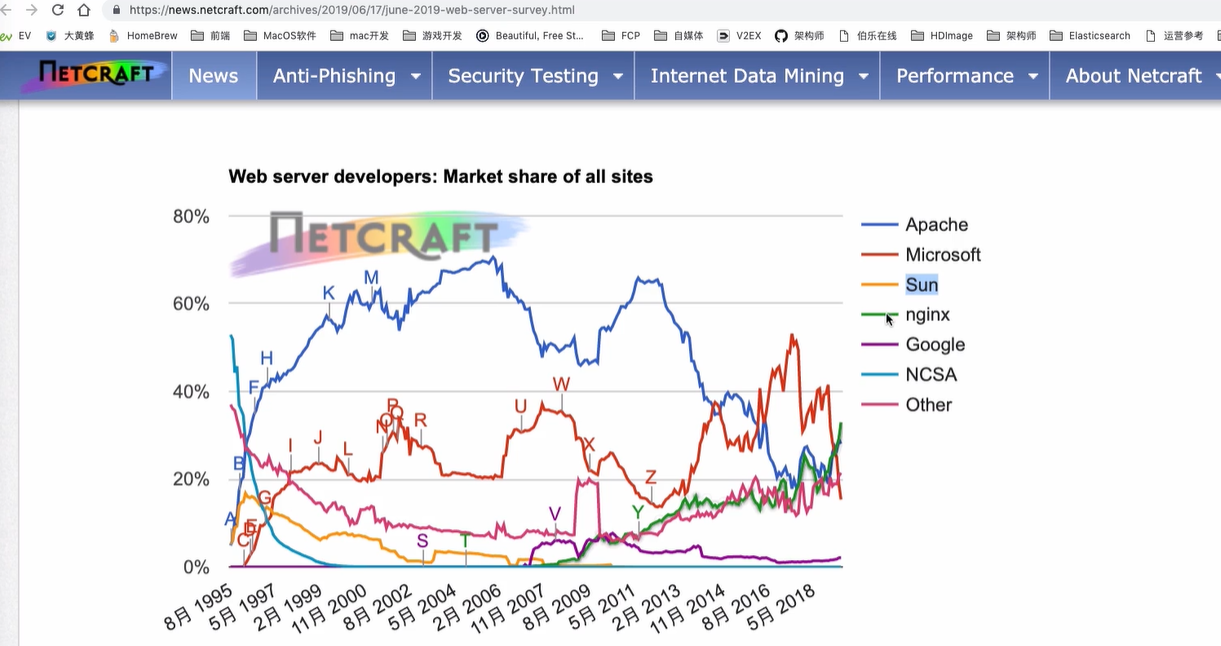 https://news.netcraft.com/archives/2019/06/17/june-2019-web-server-survey.html
EV 大黄蜂 HomeBrew 前端 MacOS软件 mac开发 游戏开发 Beautiful, Free St... FCP 自媒体 V2EX 架构师 伯乐在线 HDImage 架构师 Elasticsearch 运营参考
NETCRAFT News Anti-Phishing Security Testing Internet Data Mining Performance About Netcraft
Web server developers: Market share of all sites
NETCRAFT
80%
60%
40%
20%
0%
Apache
Microsoft
Sun
nginx
Google
NCSA
Other
K
M
H
F
B
A
C
E
G
I
J
L
N
O
P
Q
R
S
T
U
V
W
X
Y
Z
8月 1995
5月 1997
2月 1999
11月 2000
8月 2002
5月 2004
2月 2006
11月 2007
8月 2009
5月 2011
2月 2013
11月 2014
8月 2016
5月 2018